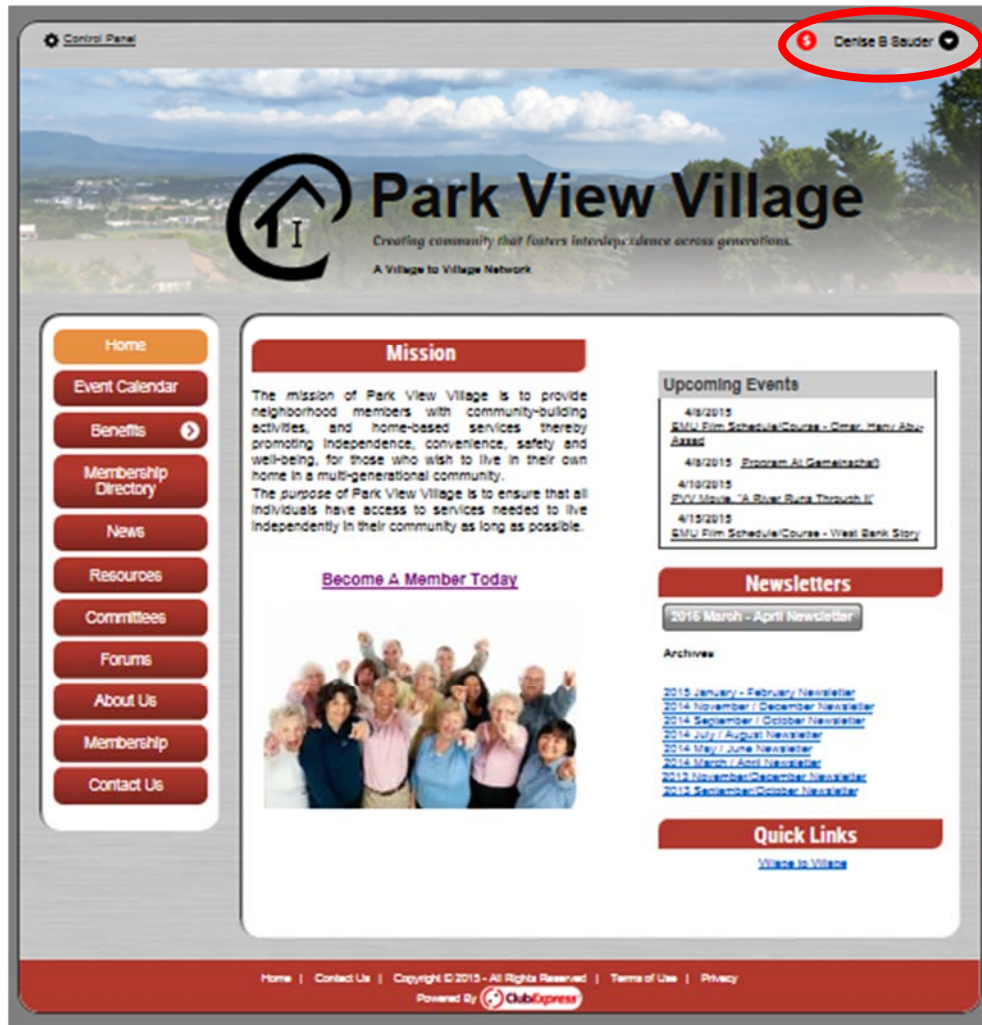 Control Panel
$ Denise B Sauder
Park View Village
Creating community that fosters interdependence across generations.
A Village to Village Network
Home
Event Calendar
Benefits
Membership
Directory
News
Resources
Committees
Forums
About Us
Membership
Contact Us
Mission
The mission of Park View Village is to provide
neighborhood members with community-building
activities, and home-based services thereby
promoting independence, convenience, safety and
well-being, for those who wish to live in their own
home in a multi-generational community.
The purpose of Park View Village is to ensure that all
individuals have access to services needed to live
independently in their community as long as possible.
Become A Member Today
Upcoming Events
4/8/2015
EMU Film Schedule/Course - Omar, Hany Abu-
Assad
4/8/2015 Program At Gemeinschaft
4/10/2015
PVV Movie, "A River Runs Through It"
4/15/2015
EMU Film Schedule/Course - West Bank Story
Newsletters
2015 March - April Newsletter
Archives
2015 January - February Newsletter
2014 November / December Newsletter
2014 September / October Newsletter
2014 July / August Newsletter
2014 May / June Newsletter
2014 March / April Newsletter
2013 November/December Newsletter
2013 September/October Newsletter
Quick Links
Village to Village
Home | Contact Us | Copyright © 2015 - All Rights Reserved | Terms of Use | Privacy
Powered By ClubExpress